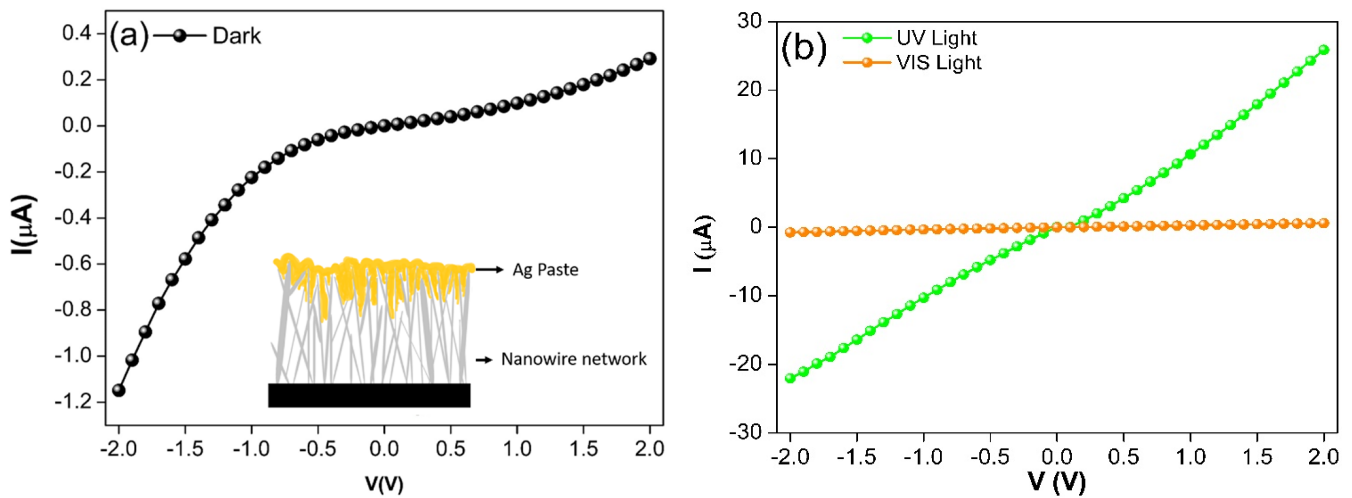 (a) Dark
0.4
0.2
0.0
-0.2
-0.4
-0.6
-0.8
-1.0
-1.2
I(μA)
Ag Paste
Nanowire network
-2.0 -1.5 -1.0 -0.5 0.0 0.5 1.0 1.5 2.0
V(V)
(b) UV Light
VIS Light
30
20
10
0
-10
-20
-30
I (μA)
-2.0 -1.5 -1.0 -0.5 0.0 0.5 1.0 1.5 2.0
V (V)